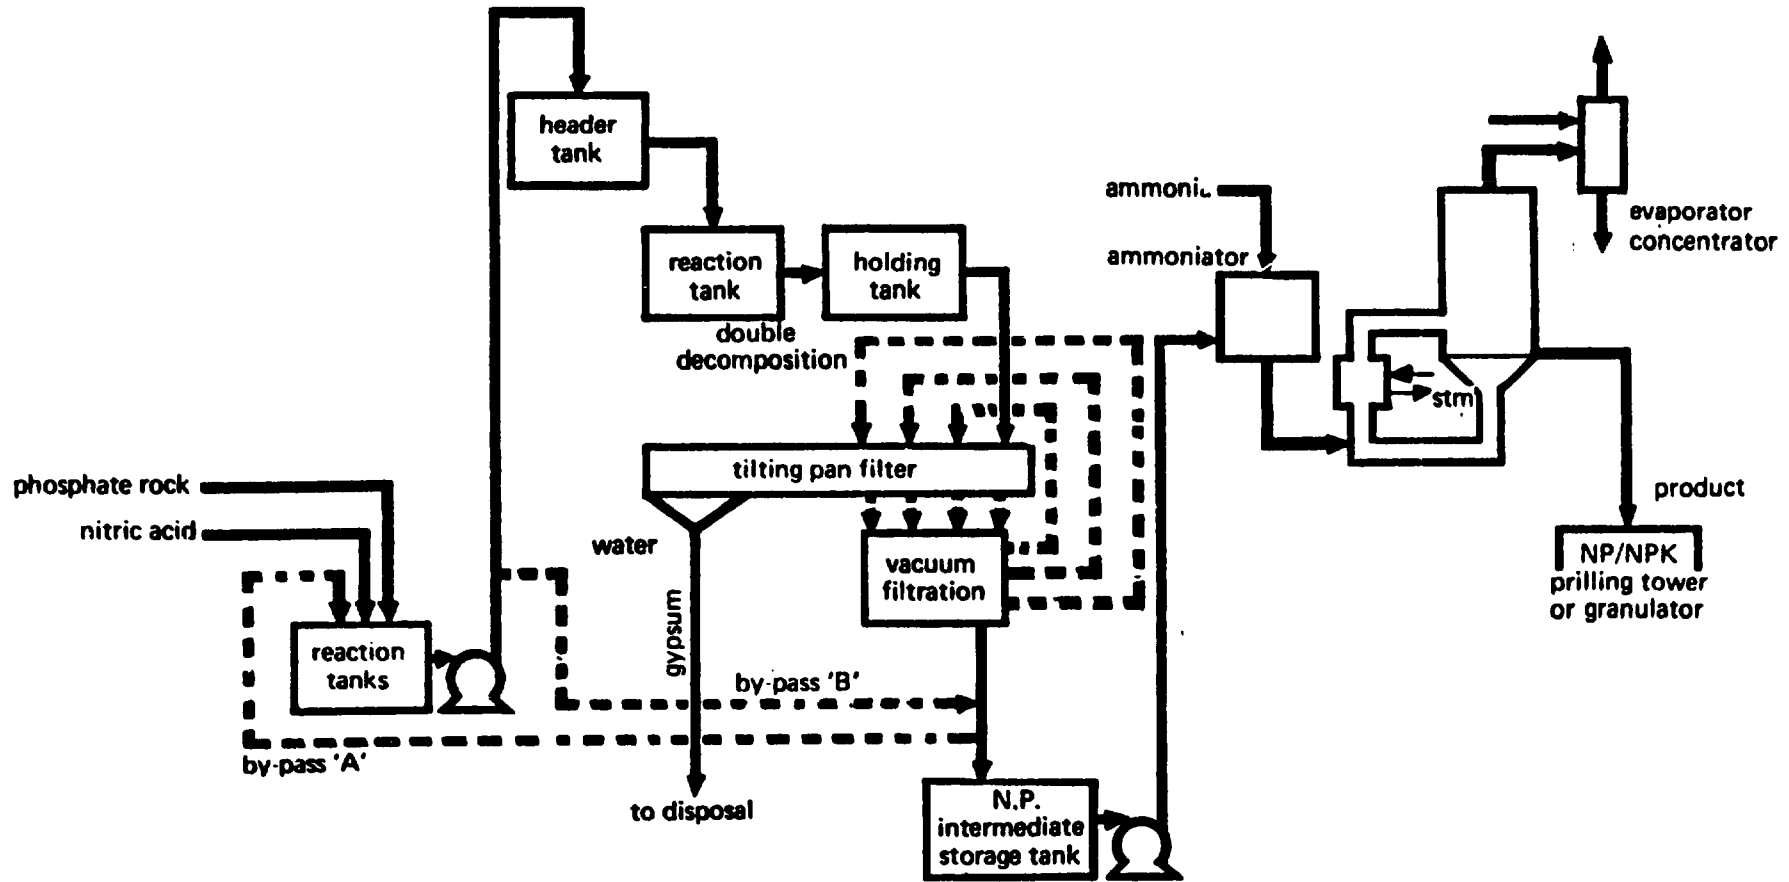 header
tank
ammoni
evaporator
concentrator
ammoniator
reaction
tank
holding
tank
double
decomposition
stm
tilting pan filter
phosphate rock
nitric acid
product
water
vacuum
filtration
NP/NPK
prilling tower
or granulator
gypsum
reaction
tanks
by-pass 'B'
by-pass 'A'
to disposal
N.P.
intermediate
storage tank